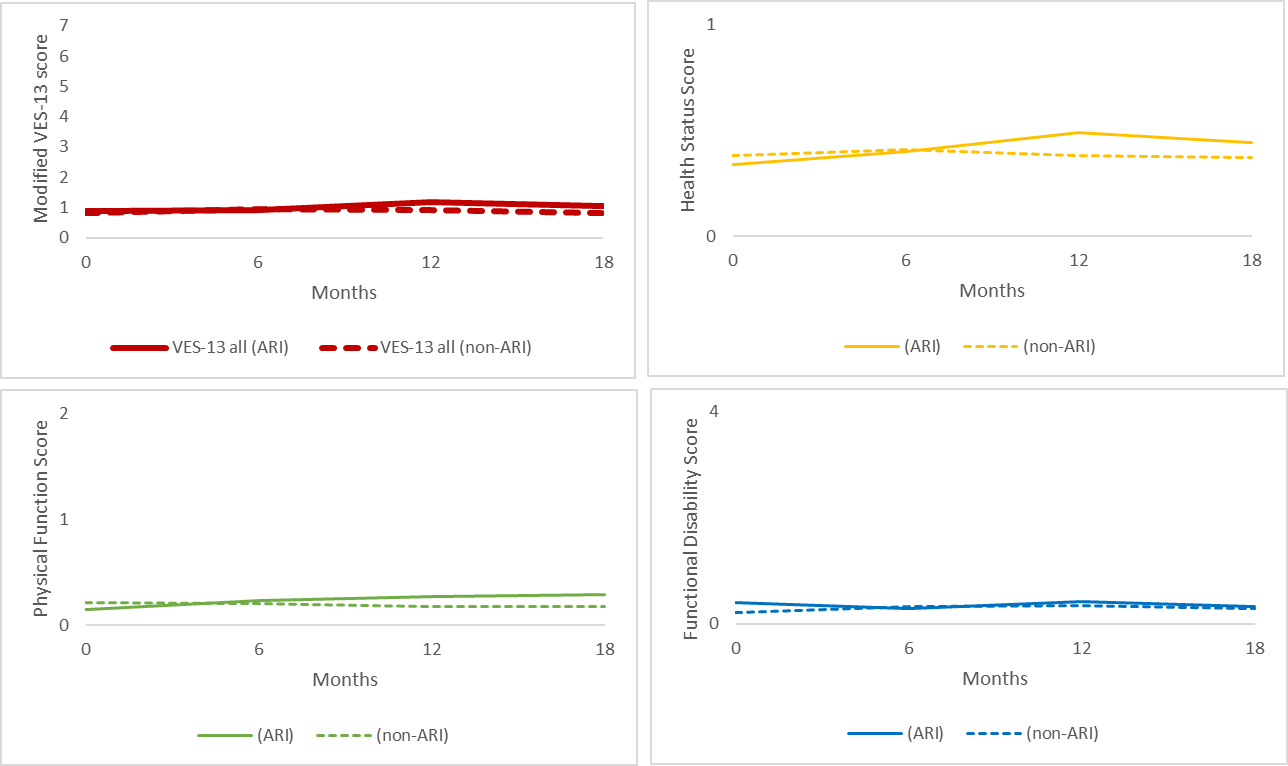 Modified VES-13 score
7
6
5
4
3
2
1
0
0 6 12 18
Months
VES-13 all (ARI) VES-13 all (non-ARI)
Health Status Score
1
0
0 6 12 18
Months
(ARI) (non-ARI)
Physical Function Score
2
1
0
0 6 12 18
Months
(ARI) (non-ARI)
Functional Disability Score
4
0
0 6 12 18
Months
(ARI) (non-ARI)